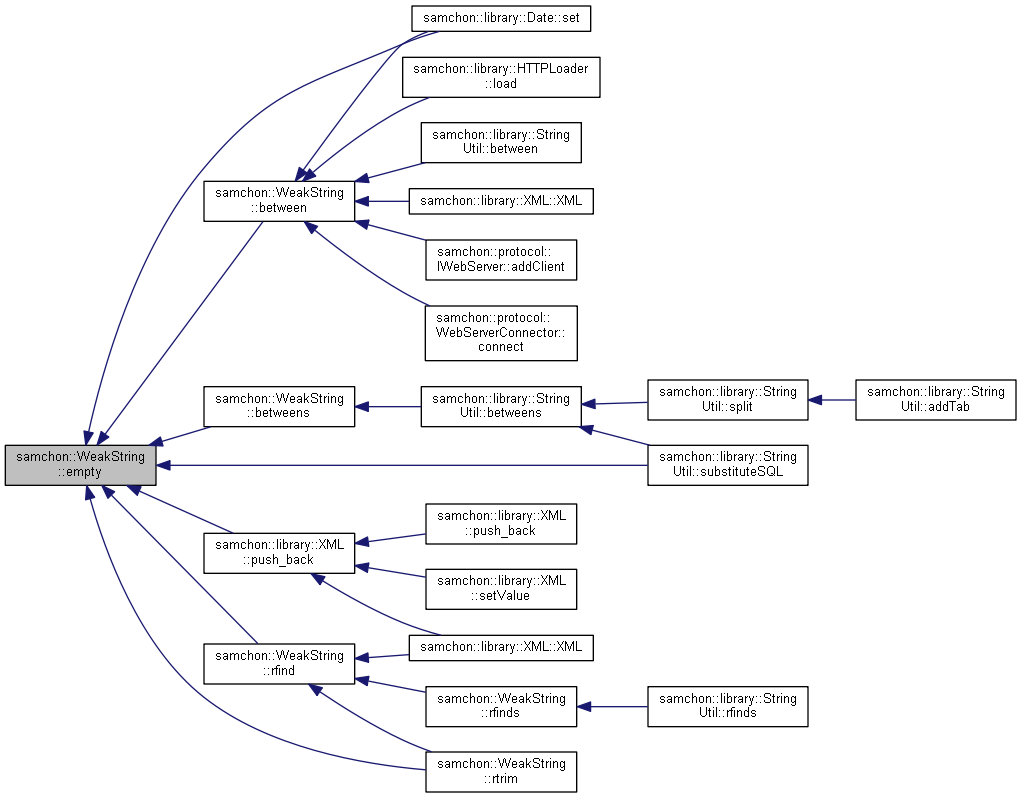 samchon::library::Date::set
samchon::library::HTTPLoader
::load
samchon::library::String
Util::between
samchon::WeakString
::between
samchon::library::XML::XML
samchon::protocol::
IWebServer::addClient
samchon::protocol::
WebServerConnector::
connect
samchon::WeakString
::betweens
samchon::library::String
Util::betweens
samchon::library::String
Util::split
samchon::library::String
Util::addTab
samchon::WeakString
::empty
samchon::library::String
Util::substituteSQL
samchon::library::XML
::push_back
samchon::library::XML
::push_back
samchon::library::XML
::setValue
samchon::library::XML::XML
samchon::WeakString
::rfind
samchon::WeakString
::rfinds
samchon::library::String
Util::rfinds
samchon::WeakString
::rtrim